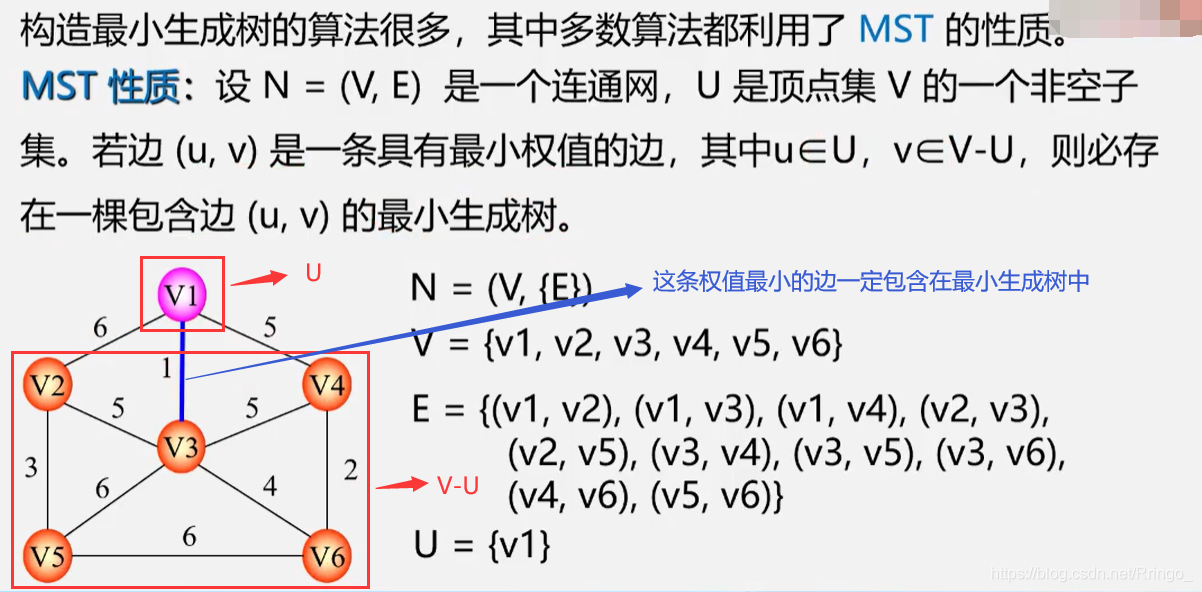 构造最小生成树的算法很多，其中多数算法都利用了 MST 的性质。
MST 性质：设 N = (V, E) 是一个连通网，U 是顶点集 V 的一个非空子
集。若边 (u, v) 是一条具有最小权值的边，其中u∈U，v∈V-U，则必存
在一棵包含边 (u, v) 的最小生成树。
V1
U
6
5
1
V2
V4
5
5
V3
3
2
6
4
V-U
6
V5
V6
N = (V, {E})
这条权值最小的边一定包含在最小生成树中
V = {v1, v2, v3, v4, v5, v6}
E = {(v1, v2), (v1, v3), (v1, v4), (v2, v3),
(v2, v5), (v3, v4), (v3, v5), (v3, v6),
(v4, v6), (v5, v6)}
U = {v1}
https://blog.csdn.net/Rringo_